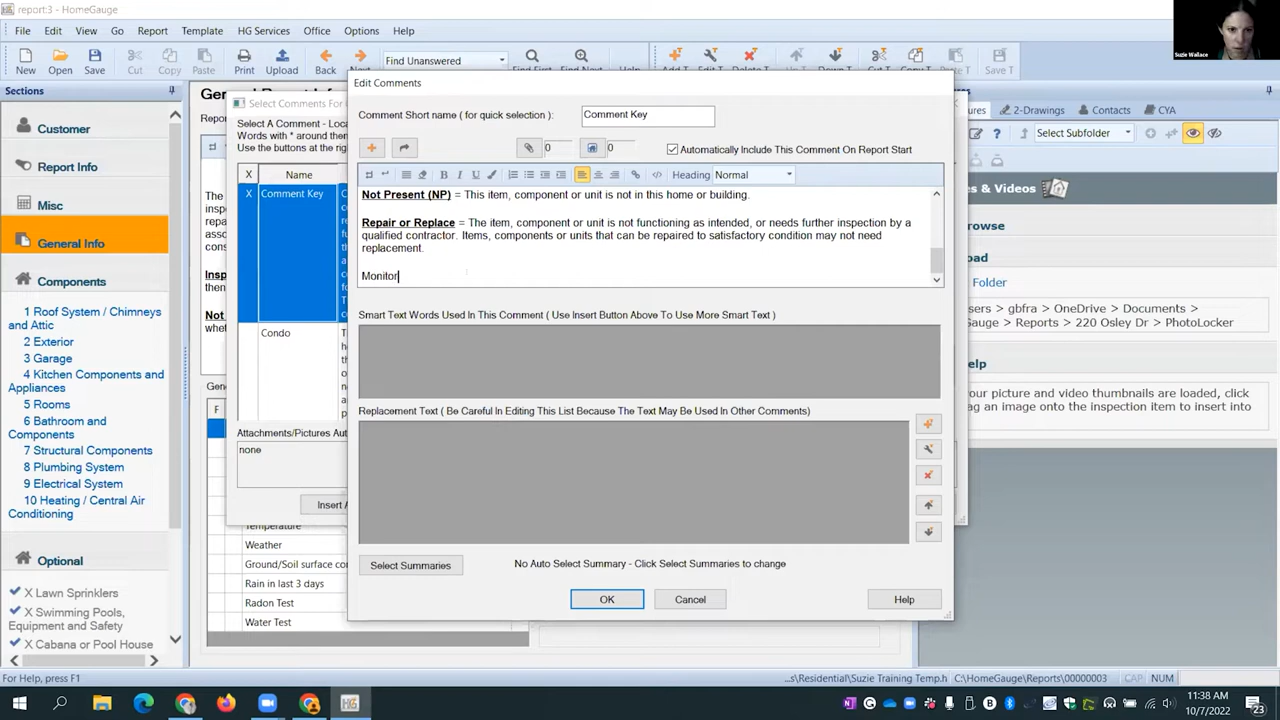 report:3 - HomeGauge
File Edit View Go Report Template HG Services Office Options Help
New Open Save Cut Copy Paste Print Upload Back Next Find Unanswered Find First Find Next
Sections
Customer
Report Info
Misc
General Info
Components
1 Roof System / Chimneys and Attic
2 Exterior
3 Garage
4 Kitchen Components and Appliances
5 Rooms
6 Bathroom and Components
7 Structural Components
8 Plumbing System
9 Electrical System
10 Heating / Central Air Conditioning
Optional
X Lawn Sprinklers
X Swimming Pools, Equipment and Safety
X Cabana or Pool House
Select A Comment - Loca
Words with * around then
Use the buttons at the righ
X Name
X Comment Key
Condo
Attachments/Pictures Aut
none
Insert A
Temperature
Weather
Ground/Soil surface co
Rain in last 3 days
Radon Test
Water Test
Edit Comments
Comment Short name ( for quick selection ): Comment Key
0 0 Automatically Include This Comment On Report Start
B I U Heading Normal
Not Present (NP) = This item, component or unit is not in this home or building.
Repair or Replace = The item, component or unit is not functioning as intended, or needs further inspection by a
qualified contractor. Items, components or units that can be repaired to satisfactory condition may not need
replacement.
Monitor
Smart Text Words Used In This Comment ( Use Insert Button Above To Use More Smart Text )
Replacement Text ( Be Careful In Editing This List Because The Text May Be Used In Other Comments)
Select Summaries No Auto Select Summary - Click Select Summaries to change
OK Cancel Help
Suzie Wallace
2-Drawings Contacts CYA
Select Subfolder
es & Videos
oad
Folder
sers > gbfra > OneDrive > Documents >
Gauge > Reports > 220 Osley Dr > PhotoLocker
elp
our picture and video thumbnails are loaded, click
ag an image onto the inspection item to insert into
For Help, press F1 ..s\Residential\Suzie Training Temp.h C:\HomeGauge\Reports\00000003 CAP NUM
11:38 AM
10/7/2022
23